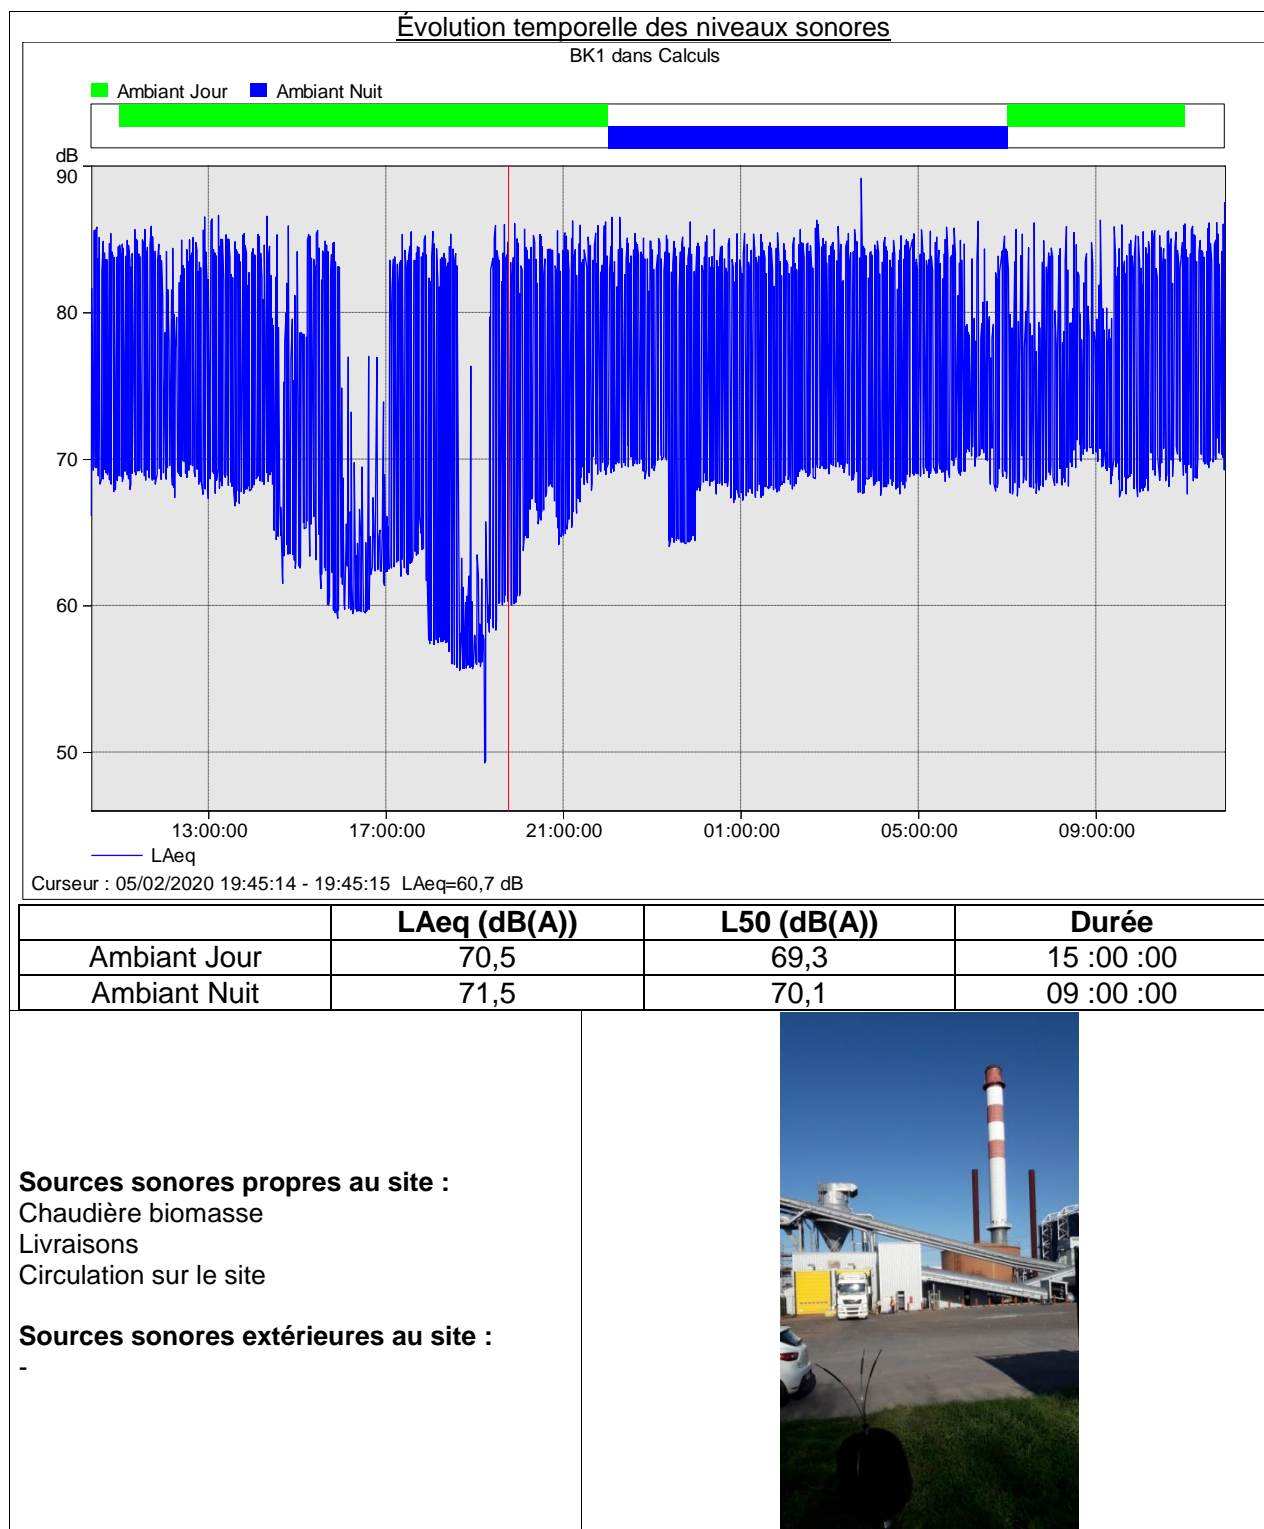 Évolution temporelle des niveaux sonores
BK1 dans Calculs
Ambiant Jour Ambiant Nuit
dB
90
80
70
60
50
13:00:00 17:00:00 21:00:00 01:00:00 05:00:00 09:00:00
LAeq
Curseur : 05/02/2020 19:45:14 - 19:45:15 LAeq=60,7 dB
LAeq (dB(A)) L50 (dB(A)) Durée
Ambiant Jour 70,5 69,3 15 :00 :00
Ambiant Nuit 71,5 70,1 09 :00 :00
Sources sonores propres au site :
Chaudière biomasse
Livraisons
Circulation sur le site
Sources sonores extérieures au site :
-